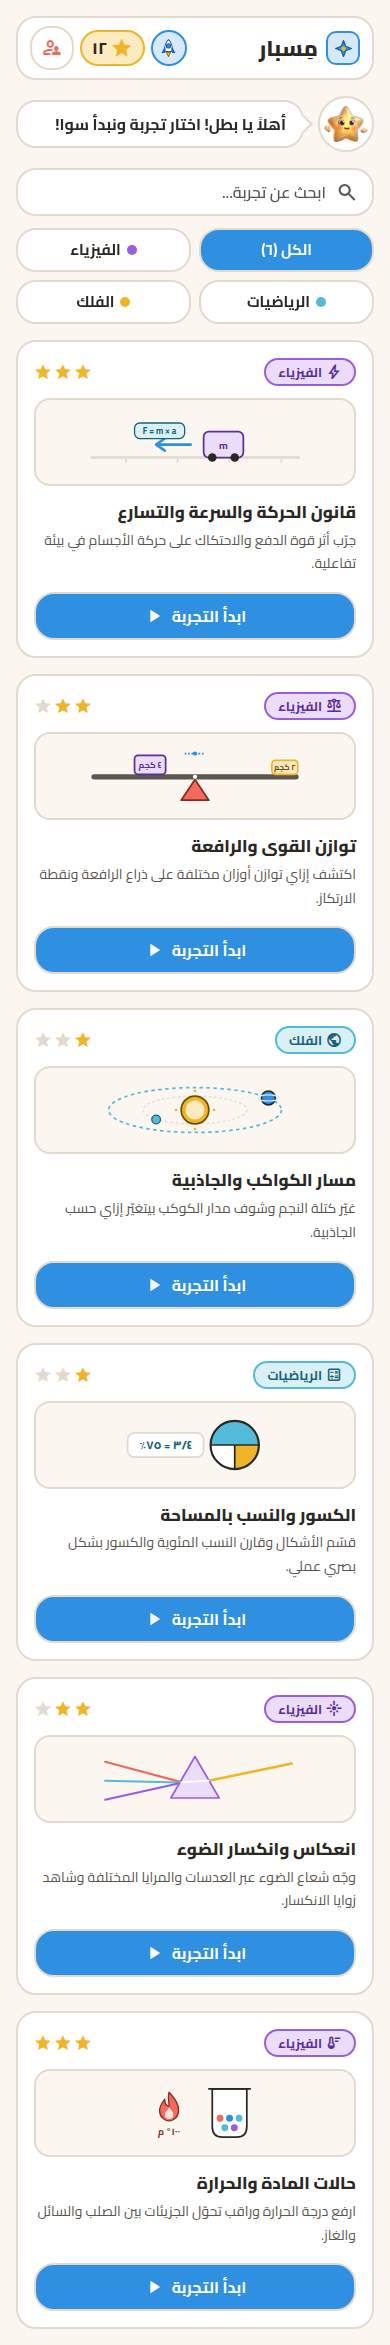 مِسبار
١٢
أهلاً يا بطل! اختار تجربة ونبدأ سوا!
ابحث عن تجربة...
الكل (٦)
الفيزياء
الرياضيات
الفلك
الفيزياء
F = m × a
m
قانون الحركة والسرعة والتسارع
جرّب أثر قوة الدفع والاحتكاك على حركة الأجسام في بيئة
تفاعلية.
ابدأ التجربة
الفيزياء
٤ كجم
٢ كجم
توازن القوى والرافعة
اكتشف إزاي توازن أوزان مختلفة على ذراع الرافعة ونقطة
الارتكاز.
ابدأ التجربة
الفلك
مسار الكواكب والجاذبية
غيّر كتلة النجم وشوف مدار الكوكب بيتغيّر إزاي حسب
الجاذبية.
ابدأ التجربة
الرياضيات
٣/٤ = ٧٥٪
الكسور والنسب بالمساحة
قسّم الأشكال وقارن النسب المئوية والكسور بشكل
بصري عملي.
ابدأ التجربة
الفيزياء
انعكاس وانكسار الضوء
وجّه شعاع الضوء عبر العدسات والمرايا المختلفة وشاهد
زوايا الانكسار.
ابدأ التجربة
الفيزياء
١٠٠° م
حالات المادة والحرارة
ارفع درجة الحرارة وراقب تحوّل الجزيئات بين الصلب والسائل
والغاز.
ابدأ التجربة